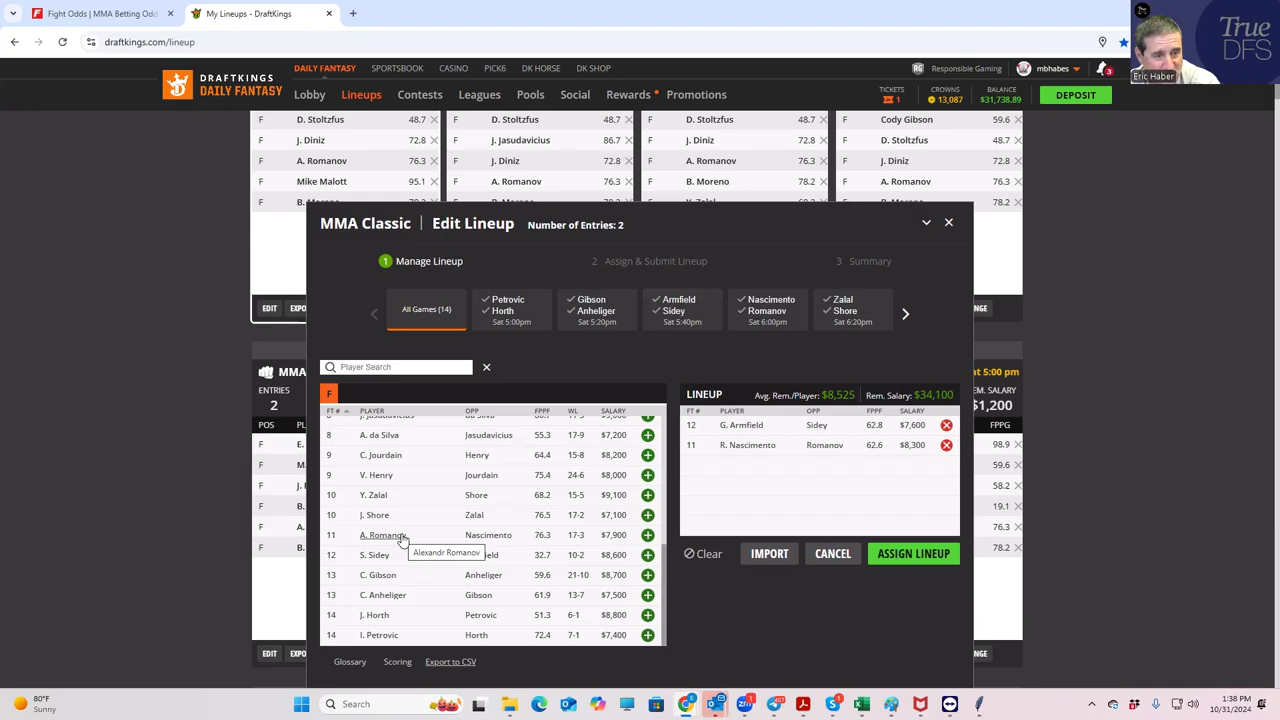 Fight Odds | MMA Betting Od
My Lineups - DraftKings
draftkings.com/lineup
True
DFS
Eric Haber
DAILY FANTASY SPORTSBOOK CASINO PICK6 DK HORSE DK SHOP
RG Responsible Gaming mbhabes 3
DRAFTKINGS
DAILY FANTASY
Lobby Lineups Contests Leagues Pools Social Rewards Promotions
TICKETS CROWNS BALANCE
1 13,087 $31,738.89
DEPOSIT
F D. Stoltzfus 48.7 F D. Stoltzfus 48.7 F D. Stoltzfus 48.7 F Cody Gibson 59.6
F J. Diniz 72.8 F J. Jasudavicius 86.7 F J. Diniz 72.8 F D. Stoltzfus 48.7
F A. Romanov 76.3 F J. Diniz 72.8 F A. Romanov 76.3 F J. Diniz 72.8
F Mike Malott 95.1 F A. Romanov 76.3 F B. Moreno 78.2 F A. Romanov 76.3
MMA Classic | Edit Lineup Number of Entries: 2
1 Manage Lineup 2 Assign & Submit Lineup 3 Summary
All Games (14)
Petrovic
Horth
Sat 5:00pm
Gibson
Anheliger
Sat 5:20pm
Armfield
Sidey
Sat 5:40pm
Nascimento
Romanov
Sat 6:00pm
Zalal
Shore
Sat 6:20pm
EDIT EXPO
NGE
Player Search
MMA
at 5:00 pm
ENTRIES
2
M. SALARY
$1,200
POS PL
FPPG
F E.
F M.
F B.
F B.
F A.
F B.
98.9
59.6
58.2
19.1
76.3
78.2
F
FT # PLAYER OPP FPPF WL SALARY
8 A. da Silva Jasudavicius 55.3 17-9 $7,200
9 C. Jourdain Henry 64.4 15-8 $8,200
9 V. Henry Jourdain 75.4 24-6 $8,000
10 Y. Zalal Shore 68.2 15-5 $9,100
10 J. Shore Zalal 76.5 17-2 $7,100
11 A. Romanov Nascimento 76.3 17-3 $7,900
Alexandr Romanov
12 S. Sidey field 32.7 10-2 $8,600
13 C. Gibson Anheliger 59.6 21-10 $8,700
13 C. Anheliger Gibson 61.9 13-7 $7,500
14 J. Horth Petrovic 51.3 6-1 $8,800
14 I. Petrovic Horth 72.4 7-1 $7,400
LINEUP Avg. Rem./Player: $8,525 Rem. Salary: $34,100
FT # PLAYER OPP FPPF SALARY
12 G. Armfield Sidey 62.8 $7,600
11 R. Nascimento Romanov 62.6 $8,300
Clear IMPORT CANCEL ASSIGN LINEUP
EDIT EXPO
NGE
Glossary Scoring Export to CSV
80°F
Sunny
Search
1:38 PM
10/31/2024